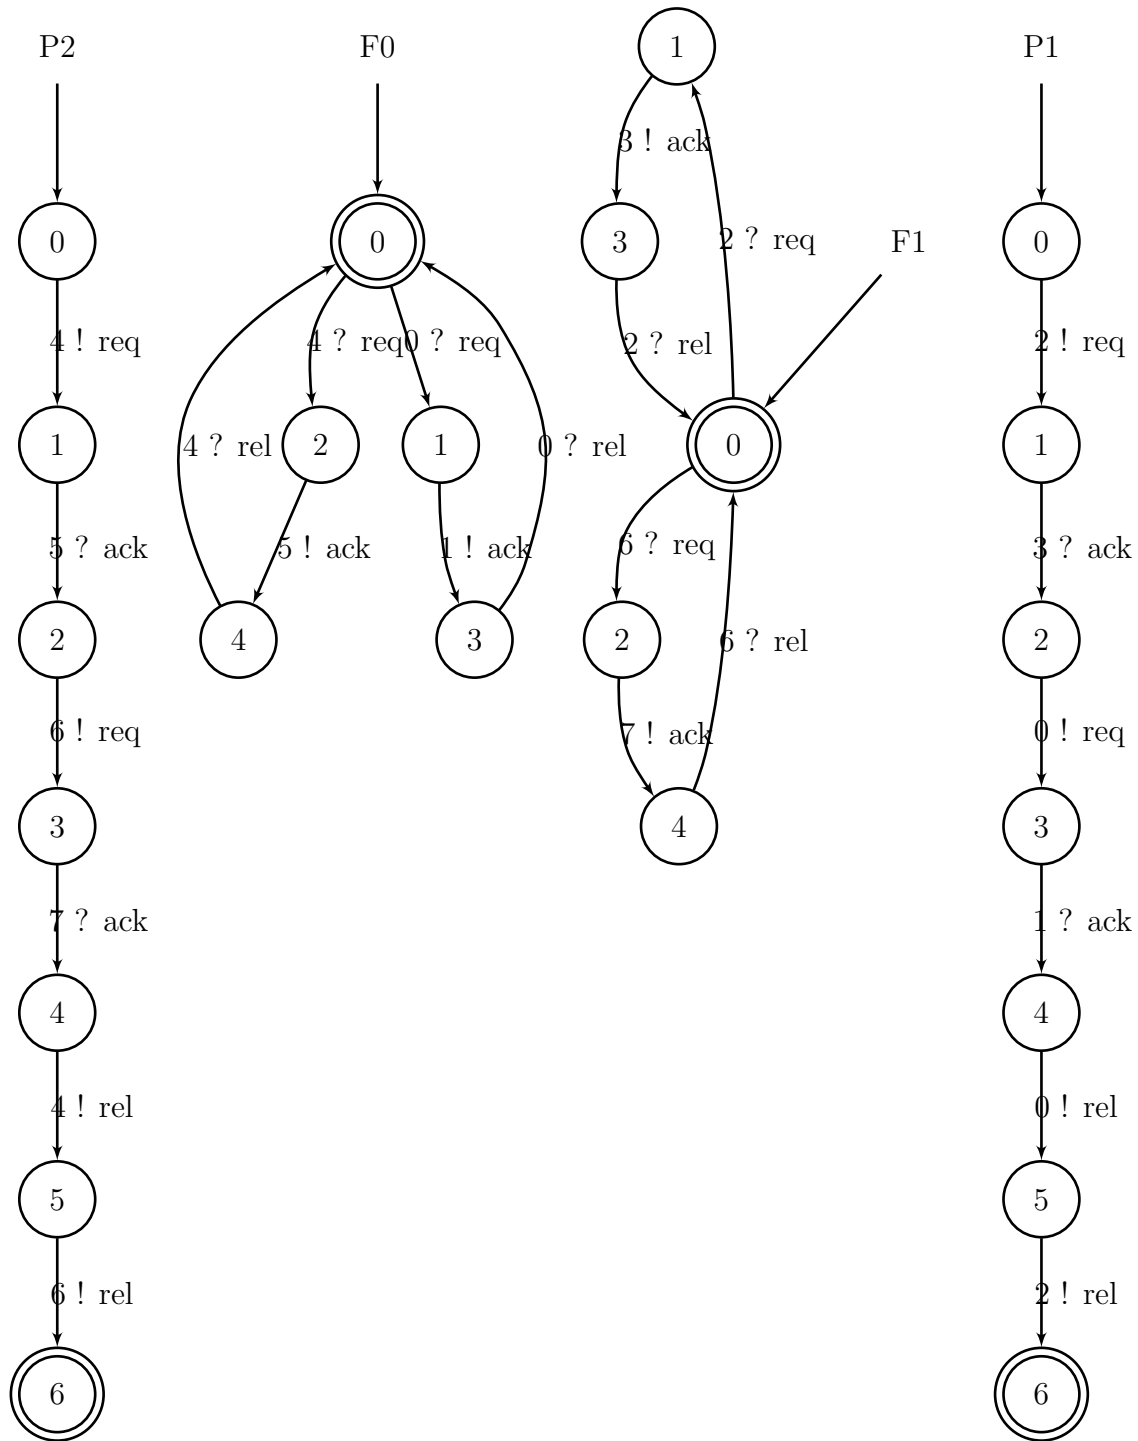 P2
F0
1
P1
3 ! ack
0
0
3
2 ? req
F1
0
4 ! req
4 ? req
0 ? req
2 ? rel
2 ! req
1
4 ? rel
2
1
0 ? rel
0
1
5 ? ack
5 ! ack
1 ! ack
6 ? req
3 ? ack
2
4
3
2
6 ? rel
2
6 ! req
7 ! ack
0 ! req
3
4
3
7 ? ack
1 ? ack
4
4
4 ! rel
0 ! rel
5
5
6 ! rel
2 ! rel
6
6